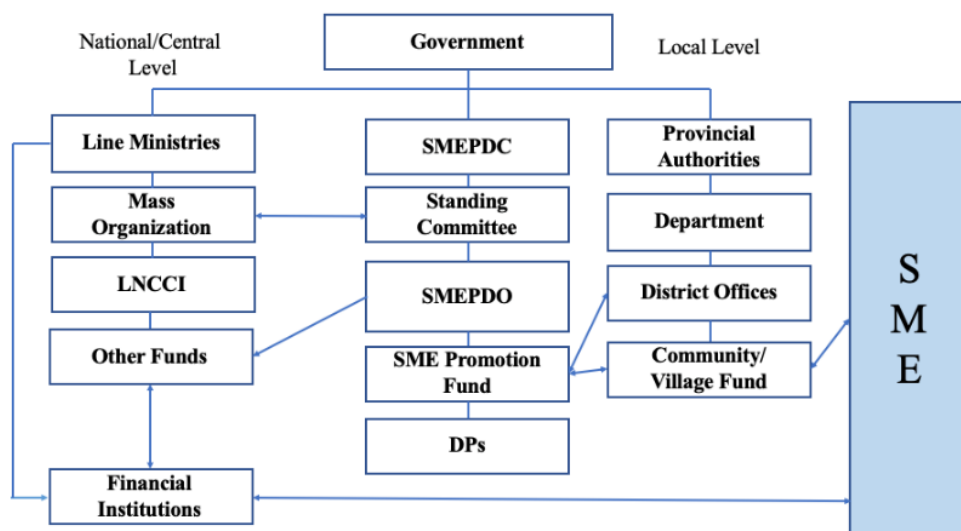 National/Central
Level
Government
Local Level
Line Ministries
SMEPDC
Provincial
Authorities
Mass
Organization
Standing
Committee
Department
LNCCI
SMEPDO
District Offices
Other Funds
SME Promotion
Fund
Community/
Village Fund
DPs
Financial
Institutions
S
M
E